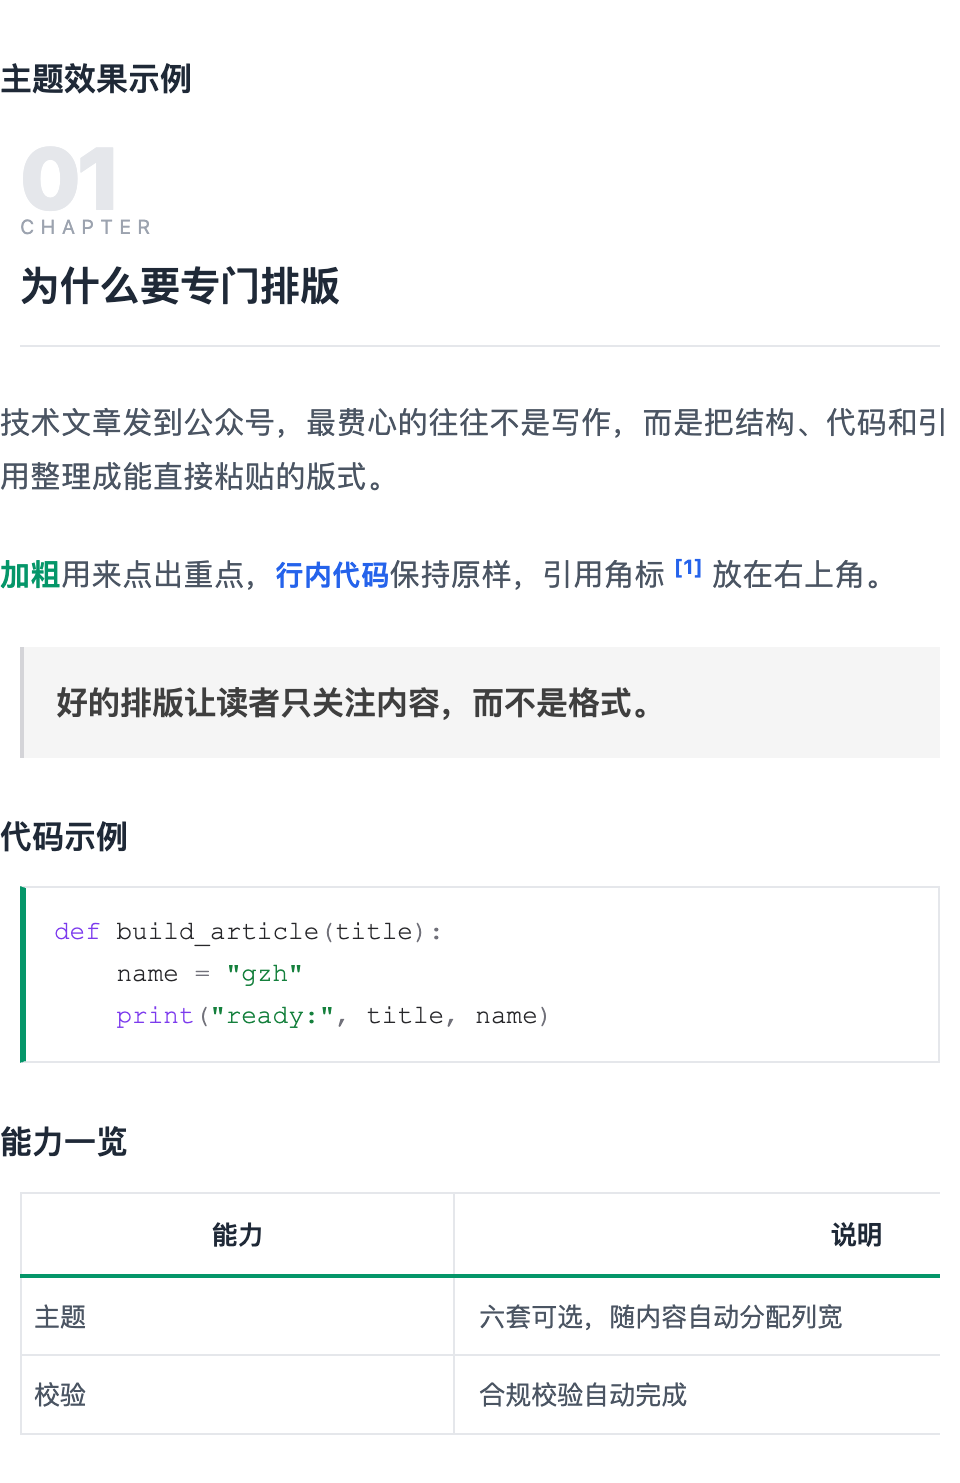 主题效果示例
01
CHAPTER
为什么要专门排版
技术文章发到公众号，最费心的往往不是写作，而是把结构、代码和引
用整理成能直接粘贴的版式。
加粗用来点出重点，行内代码保持原样，引用角标 [1] 放在右上角。
好的排版让读者只关注内容，而不是格式。
代码示例
def build_article(title):
    name = "gzh"
    print("ready:", title, name)
能力一览
能力 说明
主题 六套可选，随内容自动分配列宽
校验 合规校验自动完成